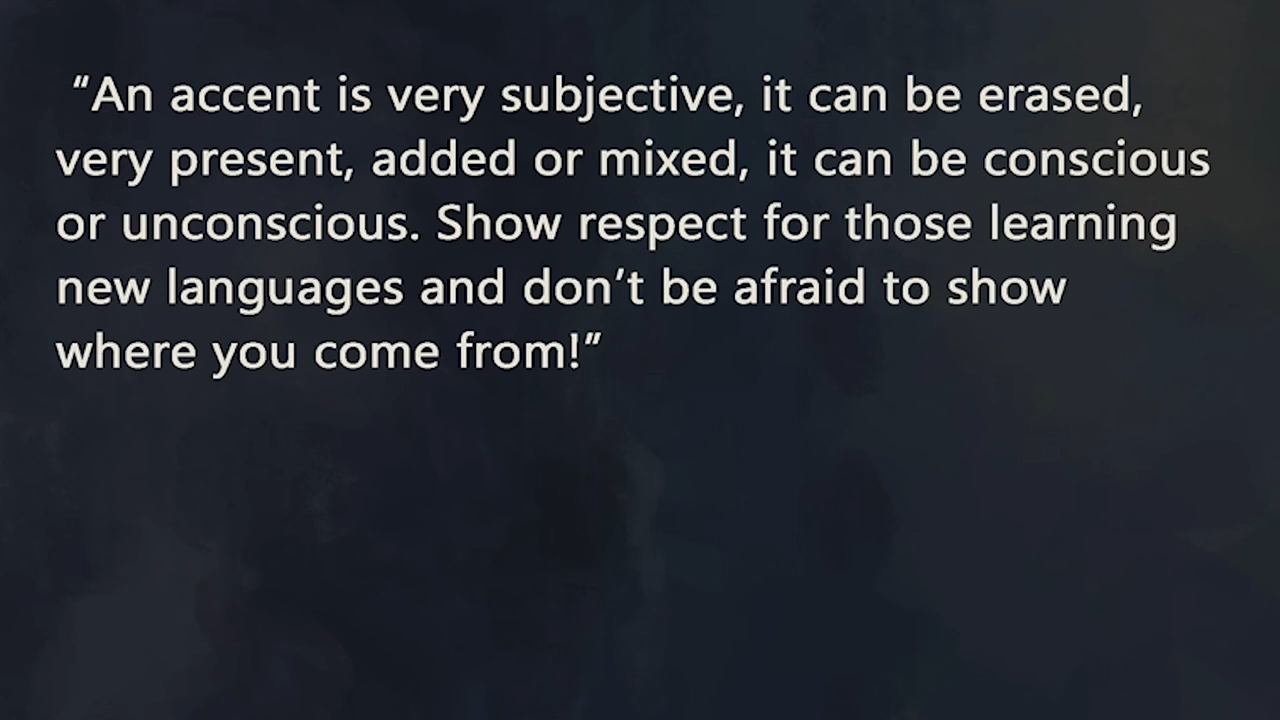 “An accent is very subjective, it can be erased,
very present, added or mixed, it can be conscious
or unconscious. Show respect for those learning
new languages and don’t be afraid to show
where you come from!”